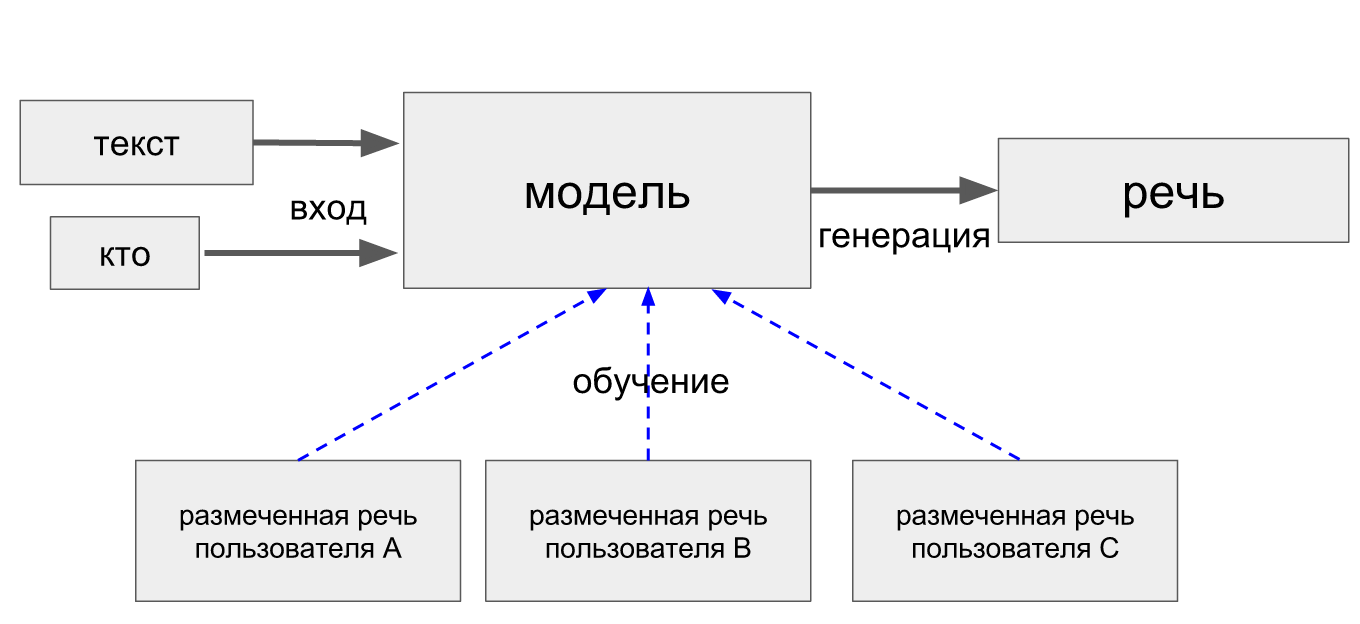 текст
модель
речь
вход
кто
генерация
обучение
размеченная речь
пользователя A
размеченная речь
пользователя B
размеченная речь
пользователя C